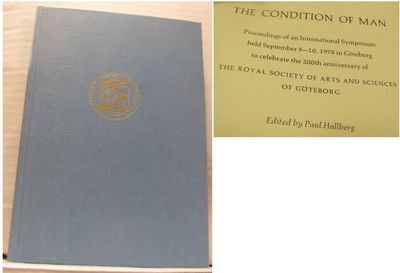 THE CONDITION OF MAN
Proceedings of an International Symposium
held September 8—10, 1978 in Göteborg
to celebrate the 200th anniversary of
THE ROYAL SOCIETY OF ARTS AND SCIENCES
OF GÖTEBORG
Edited by Paul Hallberg